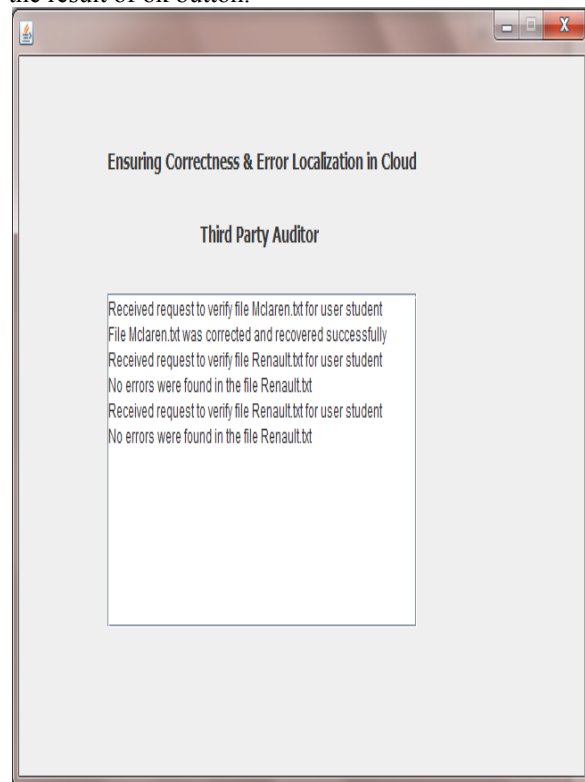 the result of ok button.
X
Ensuring Correctness & Error Localization in Cloud
Third Party Auditor
Received request to verify file Mclaren.txt for user student
File Mclaren.txt was corrected and recovered successfully
Received request to verify file Renault.txt for user student
No errors were found in the file Renault.txt
Received request to verify file Renault.txt for user student
No errors were found in the file Renault.txt